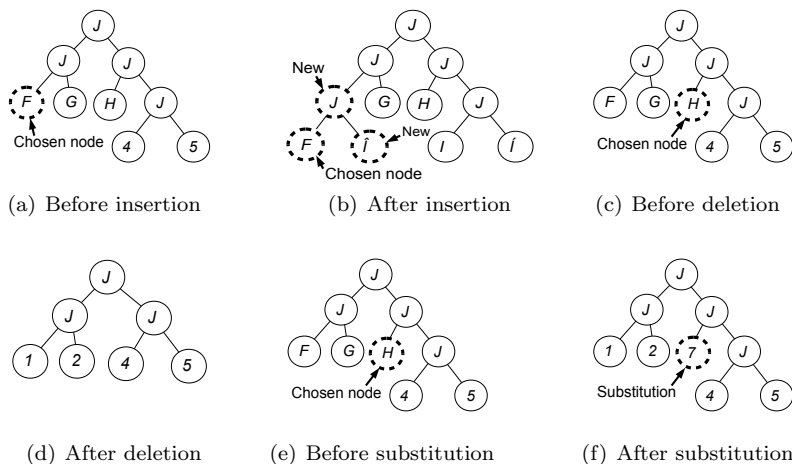 J
J
J
F
G
H
J
4
5
Chosen node
(a) Before insertion
J
J
J
New
J
G
H
J
F
Î
New
I
Í
Chosen node
(b) After insertion
J
J
J
F
G
H
J
4
5
Chosen node
(c) Before deletion
J
J
J
1
2
4
5
(d) After deletion
J
J
J
F
G
H
J
4
5
Chosen node
(e) Before substitution
J
J
J
1
2
7
J
4
5
Substitution
(f) After substitution